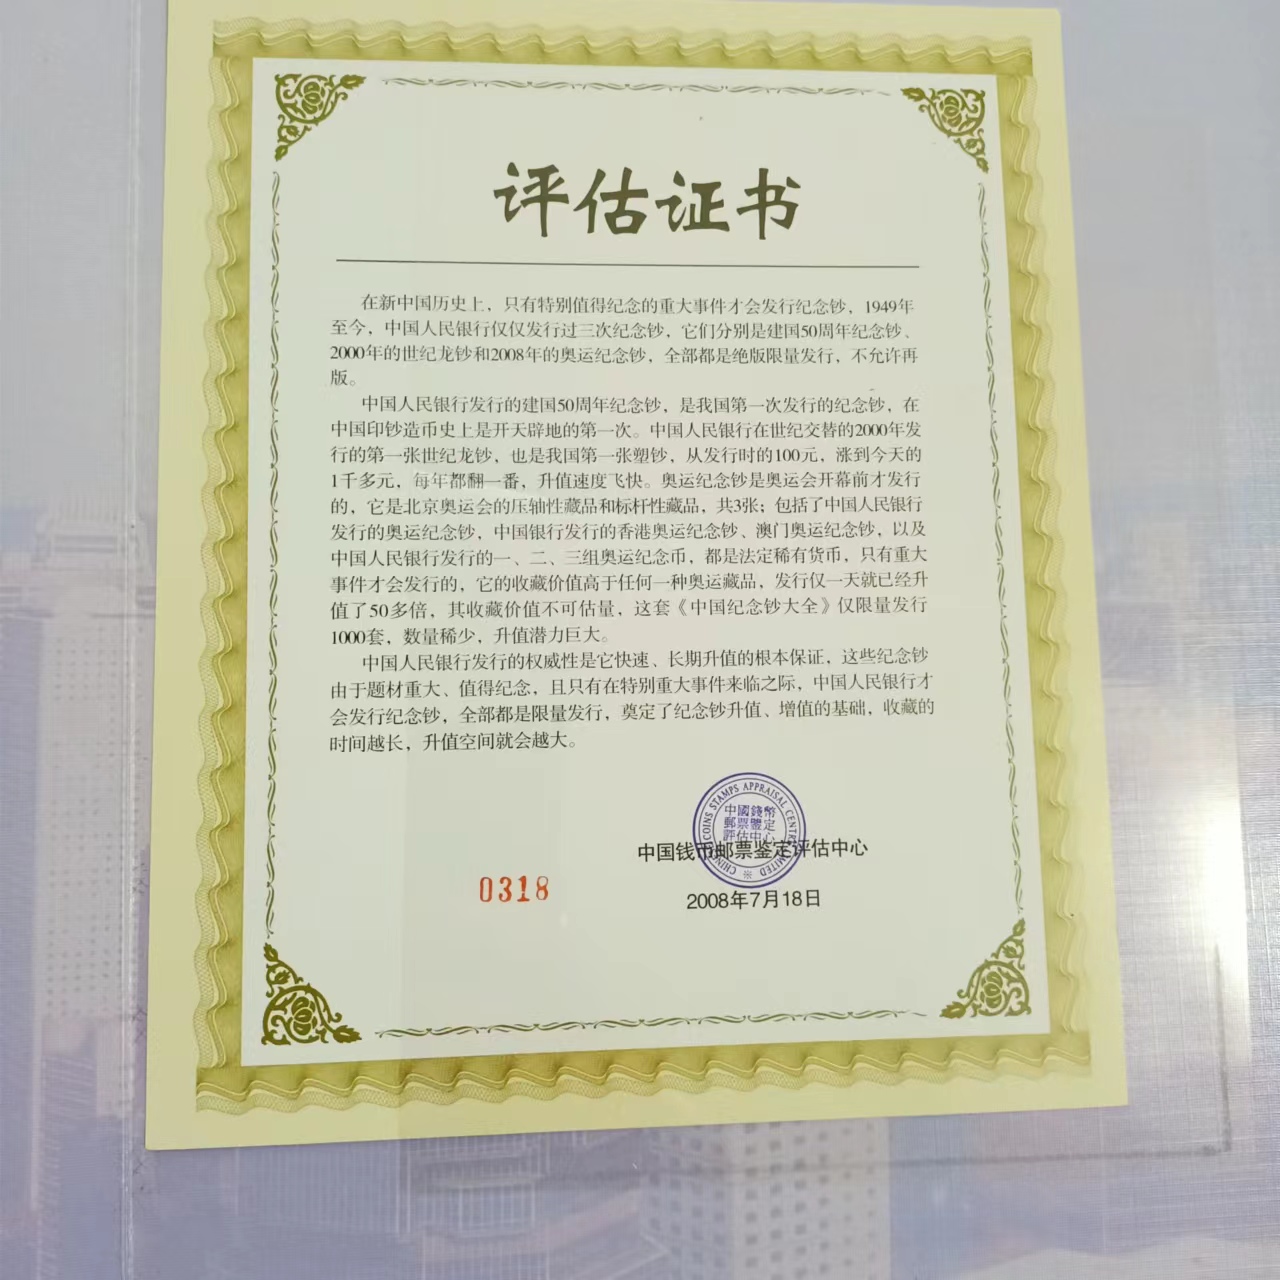 评估证书
在新中国历史上，只有特别值得纪念的重大事件才会发行纪念钞，1949年
至今，中国人民银行仅仅发行过三次纪念钞，它们分别是建国50周年纪念钞、
2000年的世纪龙钞和2008年的奥运纪念钞，全部都是绝版限量发行，不允许再
版。
中国人民银行发行的建国50周年纪念钞，是我国第一次发行的纪念钞，在
中国印钞造币史上是开天辟地的第一次。中国人民银行在世纪交替的2000年发
行的第一张世纪龙钞，也是我国第一张塑钞，从发行时的100元，涨到今天的
1千多元，每年都翻一番，升值速度飞快。奥运纪念钞是奥运会开幕前才发行
的，它是北京奥运会的压轴性藏品和标杆性藏品，共3张；包括了中国人民银行
发行的奥运纪念钞，中国银行发行的香港奥运纪念钞、澳门奥运纪念钞，以及
中国人民银行发行的一、二、三组奥运纪念币，都是法定稀有货币，只有重大
事件才会发行的，它的收藏价值高于任何一种奥运藏品，发行仅一天就已经升
值了50多倍，其收藏价值不可估量，这套《中国纪念钞大全》仅限量发行
1000套，数量稀少，升值潜力巨大。
中国人民银行发行的权威性是它快速、长期升值的根本保证，这些纪念钞
由于题材重大、值得纪念，且只有在特别重大事件来临之际，中国人民银行才
会发行纪念钞，全部都是限量发行，奠定了纪念钞升值、增值的基础，收藏的
时间越长，升值空间就会越大。
CHINA COINS STAMPS APPRAISAL CENTRE LIMITED
中國錢幣
郵票鑒定
評估中心
中国钱币邮票鉴定评估中心
0318
2008年7月18日